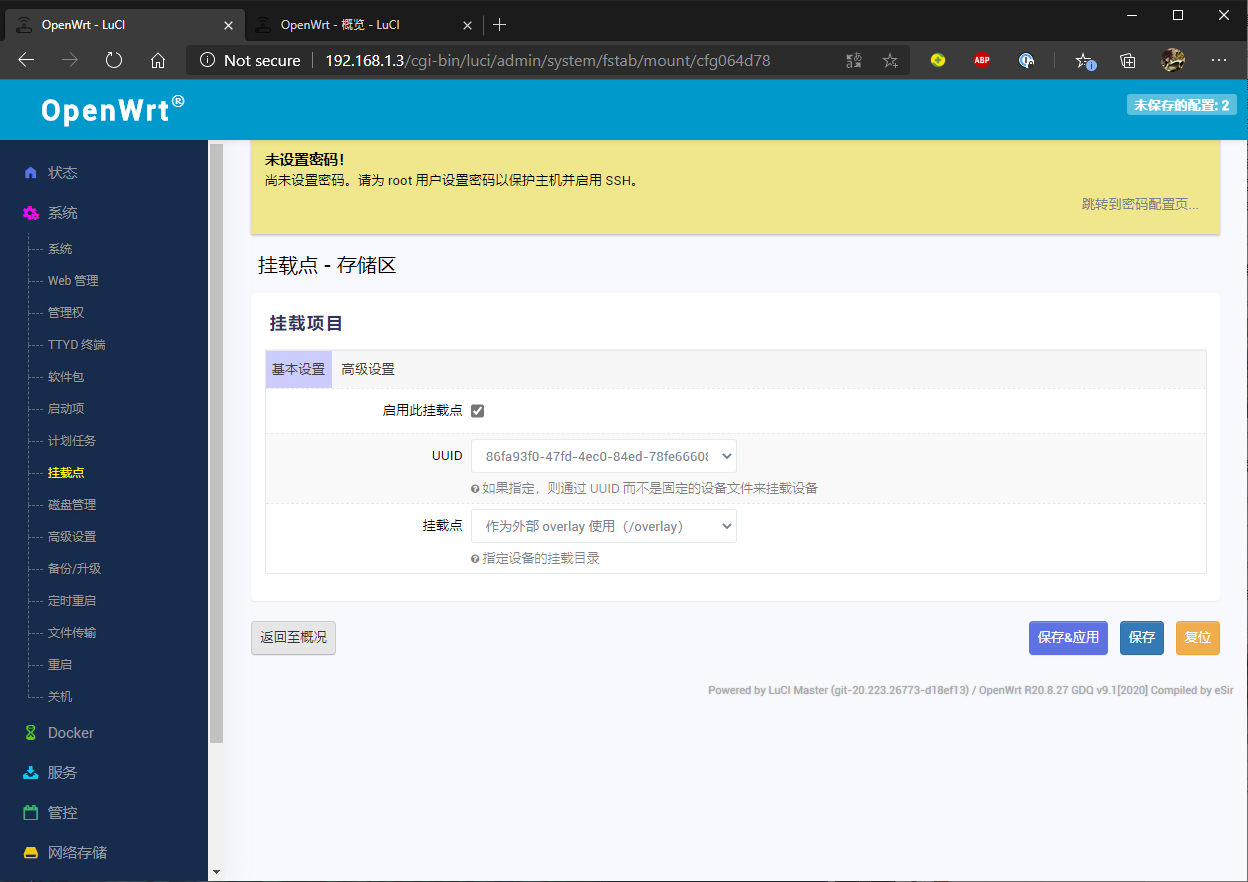 OpenWrt - LuCI
OpenWrt - 概览 - LuCI
Not secure
192.168.1.3/cgi-bin/luci/admin/system/fstab/mount/cfg064d78
ABP
OpenWrt®
未保存的配置: 2
状态
系统
系统
Web 管理
管理权
TTYD 终端
软件包
启动项
计划任务
挂载点
磁盘管理
高级设置
备份/升级
定时重启
文件传输
重启
关机
Docker
服务
管控
网络存储
未设置密码！
尚未设置密码。请为 root 用户设置密码以保护主机并启用 SSH。
跳转到密码配置页...
挂载点 - 存储区
挂载项目
基本设置 高级设置
启用此挂载点
UUID 86fa93f0-47fd-4ec0-84ed-78fe66608
如果指定，则通过 UUID 而不是固定的设备文件来挂载设备
挂载点 作为外部 overlay 使用（/overlay）
指定设备的挂载目录
返回至概况 保存&应用 保存 复位
Powered by LuCI Master (git-20.223.26773-d18ef13) / OpenWrt R20.8.27 GDQ v9.1[2020] Compiled by eSir